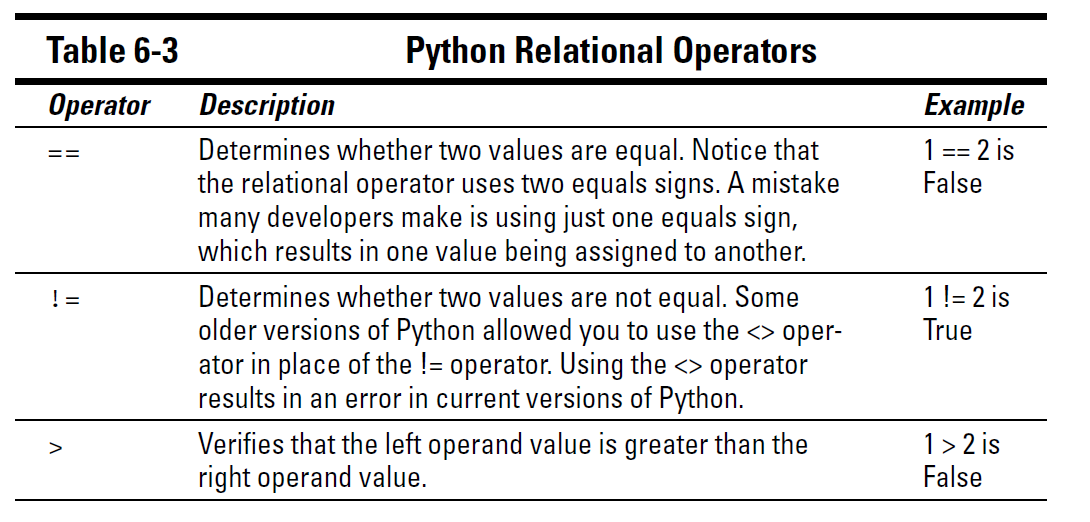 Table 6-3 Python Relational Operators
Operator Description Example
== Determines whether two values are equal. Notice that 1 == 2 is
the relational operator uses two equals signs. A mistake False
many developers make is using just one equals sign,
which results in one value being assigned to another.
!= Determines whether two values are not equal. Some 1 != 2 is
older versions of Python allowed you to use the <> oper- True
ator in place of the != operator. Using the <> operator
results in an error in current versions of Python.
> Verifies that the left operand value is greater than the 1 > 2 is
right operand value. False